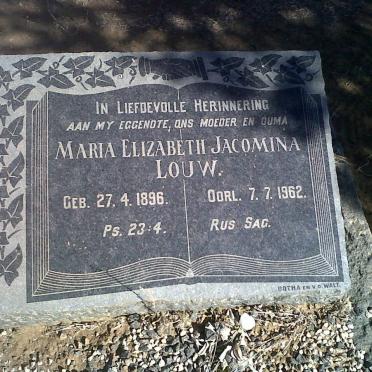 IN LIEFDEVOLLE HERINNERING
AAN MY EGGENOTE, ONS MOEDER EN OUMA
MARIA ELIZABETH JACOMINA
LOUW.
GEB. 27. 4. 1896. OORL. 7. 7. 1962.
PS. 23:4. RUS SAG.
BOTHA EN V.D. WALT.